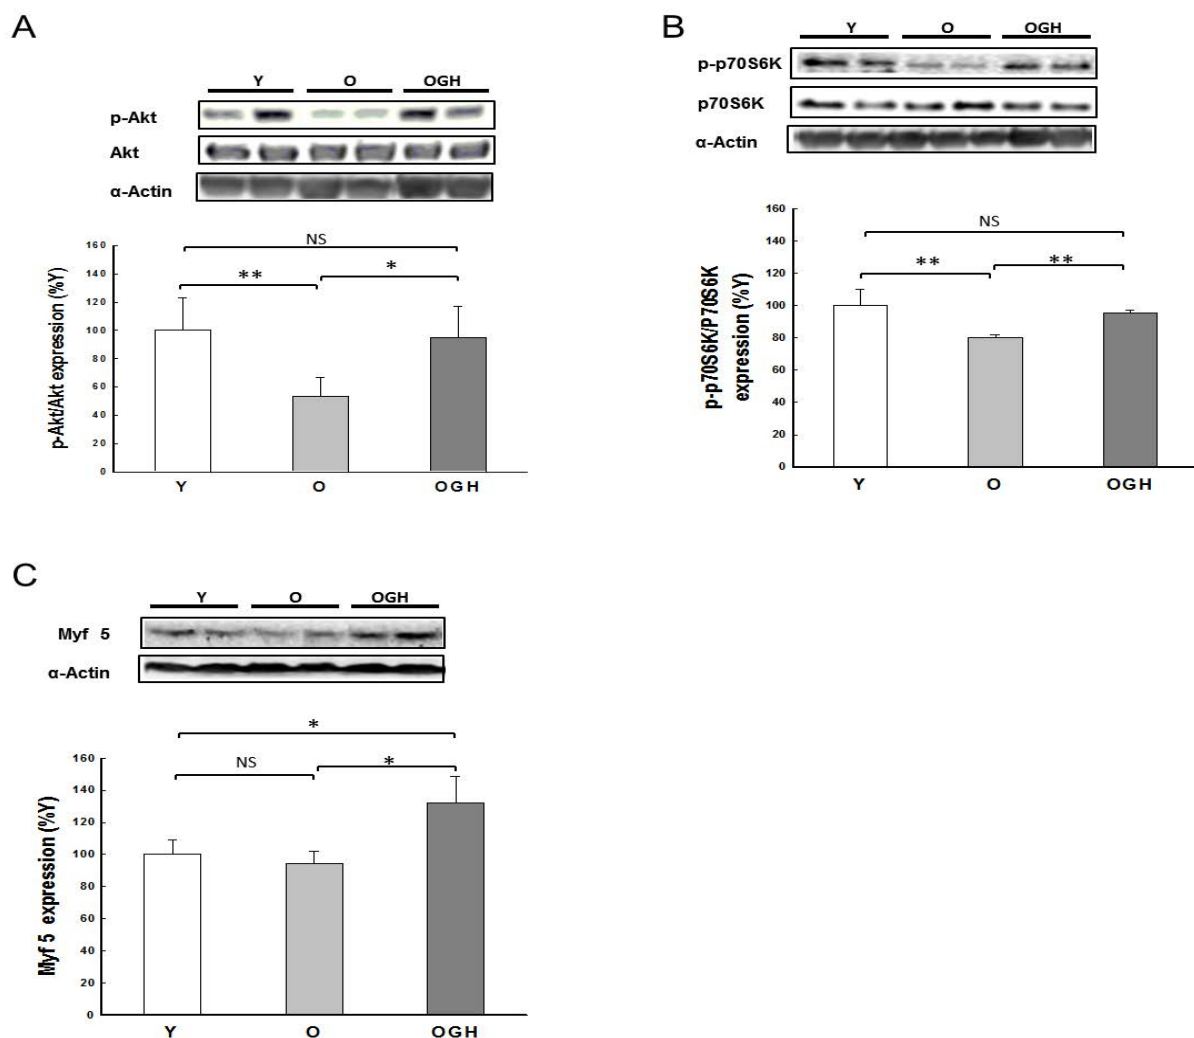 A
Y O OGH
p-Akt
Akt
α-Actin
NS
** *
p-Akt/Akt expression (%Y)
160
140
120
100
80
60
40
20
0
Y O OGH
B
Y O OGH
p-p70S6K
p70S6K
α-Actin
NS
** **
p-p70S6K/P70S6K
expression (%Y)
160
140
120
100
80
60
40
20
0
Y O OGH
C
Y O OGH
Myf 5
α-Actin
*
NS *
Myf 5 expression (%Y)
160
140
120
100
80
60
40
20
0
Y O OGH